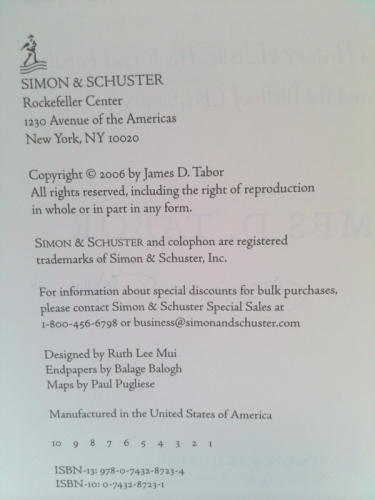 SIMON & SCHUSTER
Rockefeller Center
1230 Avenue of the Americas
New York, NY 10020
Copyright © 2006 by James D. Tabor
All rights reserved, including the right of reproduction
in whole or in part in any form.
SIMON & SCHUSTER and colophon are registered
trademarks of Simon & Schuster, Inc.
For information about special discounts for bulk purchases,
please contact Simon & Schuster Special Sales at
1-800-456-6798 or business@simonandschuster.com
Designed by Ruth Lee Mui
Endpapers by Balage Balogh
Maps by Paul Pugliese
Manufactured in the United States of America
10 9 8 7 6 5 4 3 2 1
ISBN-13: 978-0-7432-8723-4
ISBN-10: 0-7432-8723-1